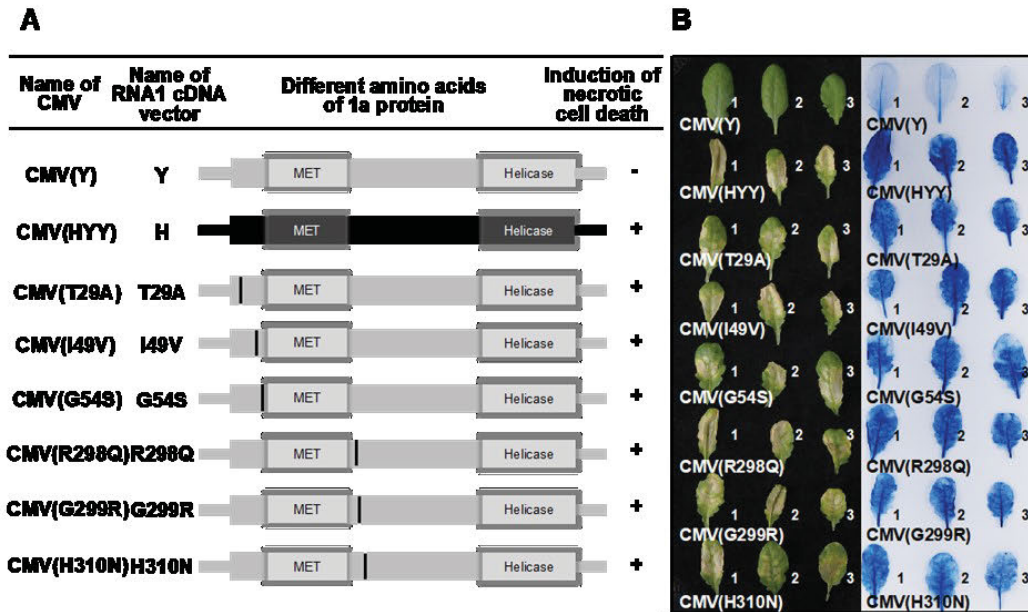 A
Name of CMV
Name of RNA1 cDNA vector
Different amino acids of 1a protein
Induction of necrotic cell death
CMV(Y) Y MET Helicase -
CMV(HYY) H MET Helicase +
CMV(T29A) T29A MET Helicase +
CMV(I49V) I49V MET Helicase +
CMV(G54S) G54S MET Helicase +
CMV(R298Q) R298Q MET Helicase +
CMV(G299R) G299R MET Helicase +
CMV(H310N) H310N MET Helicase +
B
1 2 3 1 2 3
CMV(Y) CMV(Y)
1 2 3 1 2 3
CMV(HYY) CMV(HYY)
1 2 3 1 2 3
CMV(T29A) CMV(T29A)
1 2 3 1 2 3
CMV(I49V) CMV(I49V)
1 2 3 1 2 3
CMV(G54S) CMV(G54S)
1 2 3 1 2 3
CMV(R298Q) CMV(R298Q)
1 2 3 1 2 3
CMV(G299R) CMV(G299R)
1 2 3 1 2 3
CMV(H310N) CMV(H310N)